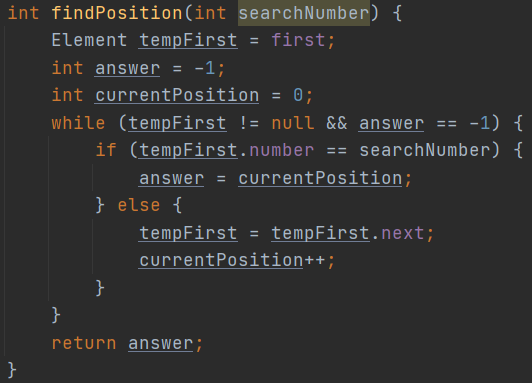 int findPosition(int searchNumber) {
    Element tempFirst = first;
    int answer = -1;
    int currentPosition = 0;
    while (tempFirst != null && answer == -1) {
        if (tempFirst.number == searchNumber) {
            answer = currentPosition;
        } else {
            tempFirst = tempFirst.next;
            currentPosition++;
        }
    }
    return answer;
}